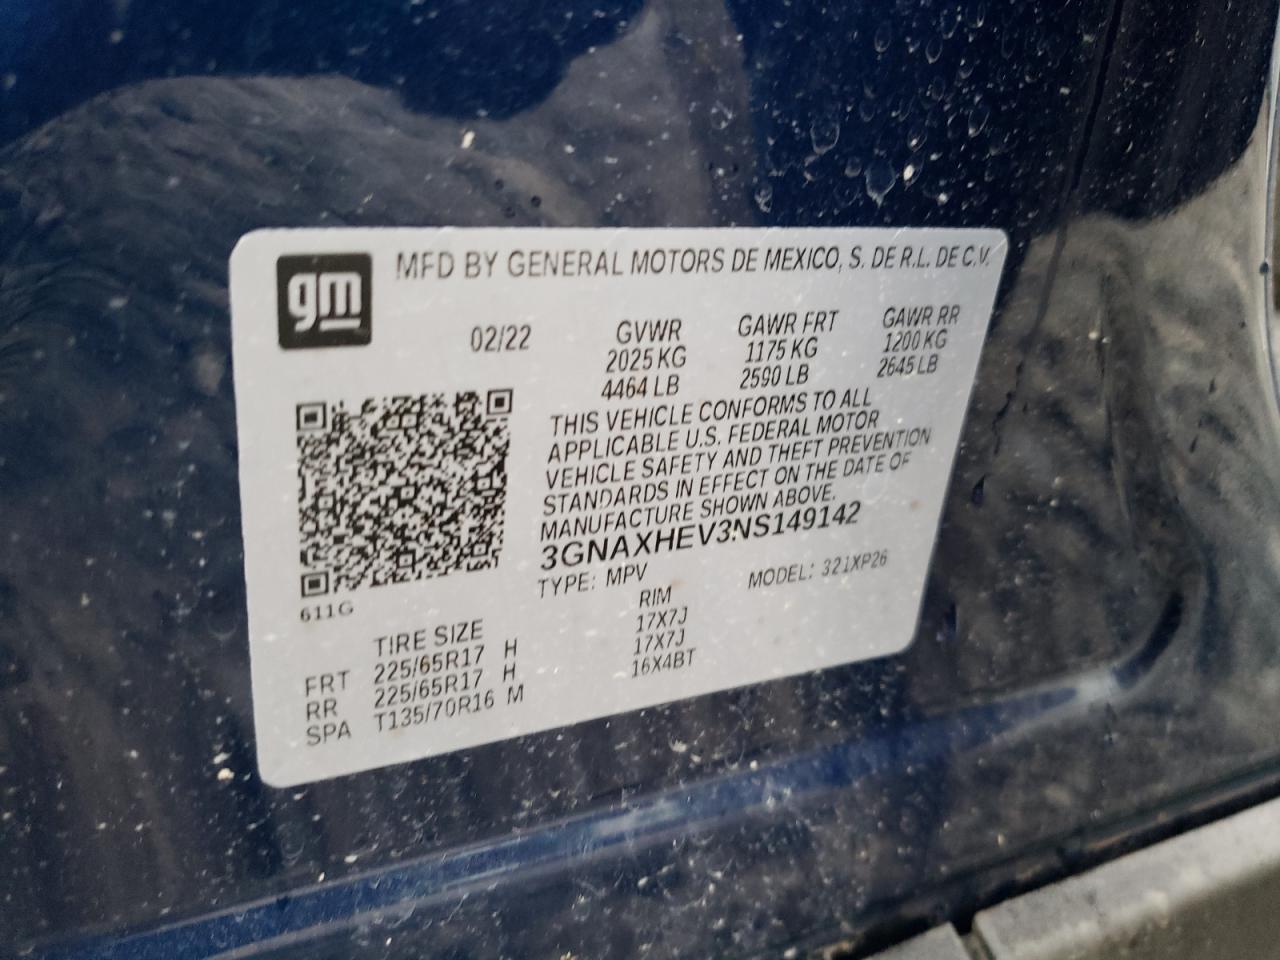 gm
MFD BY GENERAL MOTORS DE MEXICO, S. DE R.L. DE C.V.
02/22 GVWR GAWR FRT GAWR RR
2025 KG 1175 KG 1200 KG
4464 LB 2590 LB 2645 LB
THIS VEHICLE CONFORMS TO ALL
APPLICABLE U.S. FEDERAL MOTOR
VEHICLE SAFETY AND THEFT PREVENTION
STANDARDS IN EFFECT ON THE DATE OF
MANUFACTURE SHOWN ABOVE.
3GNAXHEV3NS149142
TYPE: MPV MODEL: 321XP26
611G
TIRE SIZE RIM
FRT 225/65R17 H 17X7J
RR 225/65R17 H 17X7J
SPA T135/70R16 M 16X4BT